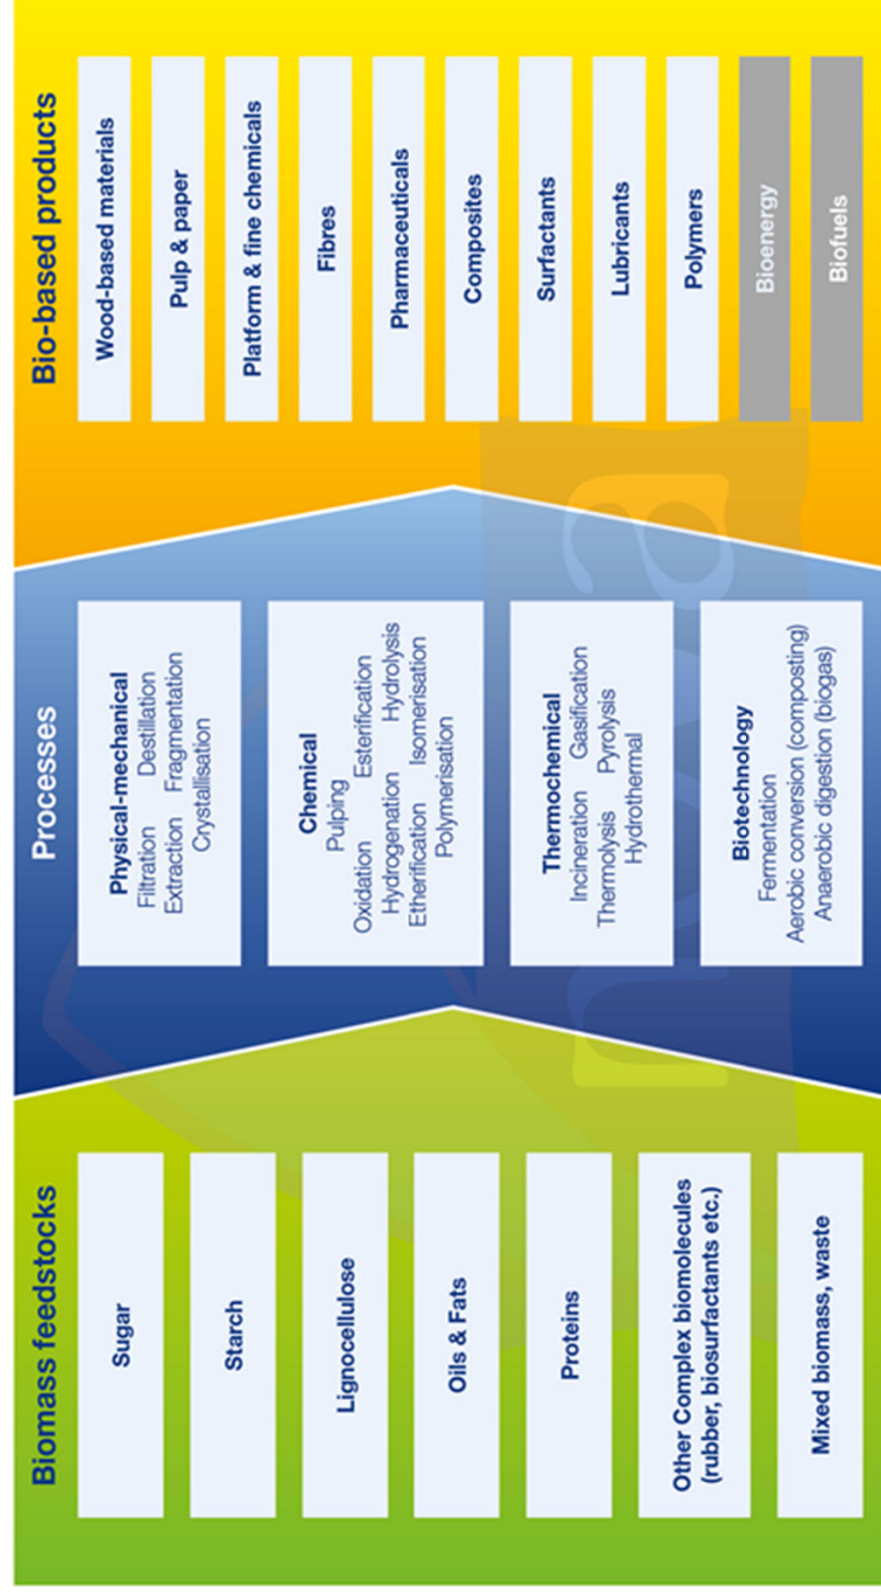 Biomass feedstocks
Sugar
Starch
Lignocellulose
Oils & Fats
Proteins
Other Complex biomolecules
(rubber, biosurfactants etc.)
Mixed biomass, waste
Processes
Physical-mechanical
Filtration Destillation
Extraction Fragmentation
Crystallisation
Chemical
Pulping
Oxidation Esterification
Hydrogenation Hydrolysis
Etherification Isomerisation
Polymerisation
Thermochemical
Incineration Gasification
Thermolysis Pyrolysis
Hydrothermal
Biotechnology
Fermentation
Aerobic conversion (composting)
Anaerobic digestion (biogas)
Bio-based products
Wood-based materials
Pulp & paper
Platform & fine chemicals
Fibres
Pharmaceuticals
Composites
Surfactants
Lubricants
Polymers
Bioenergy
Biofuels
nova